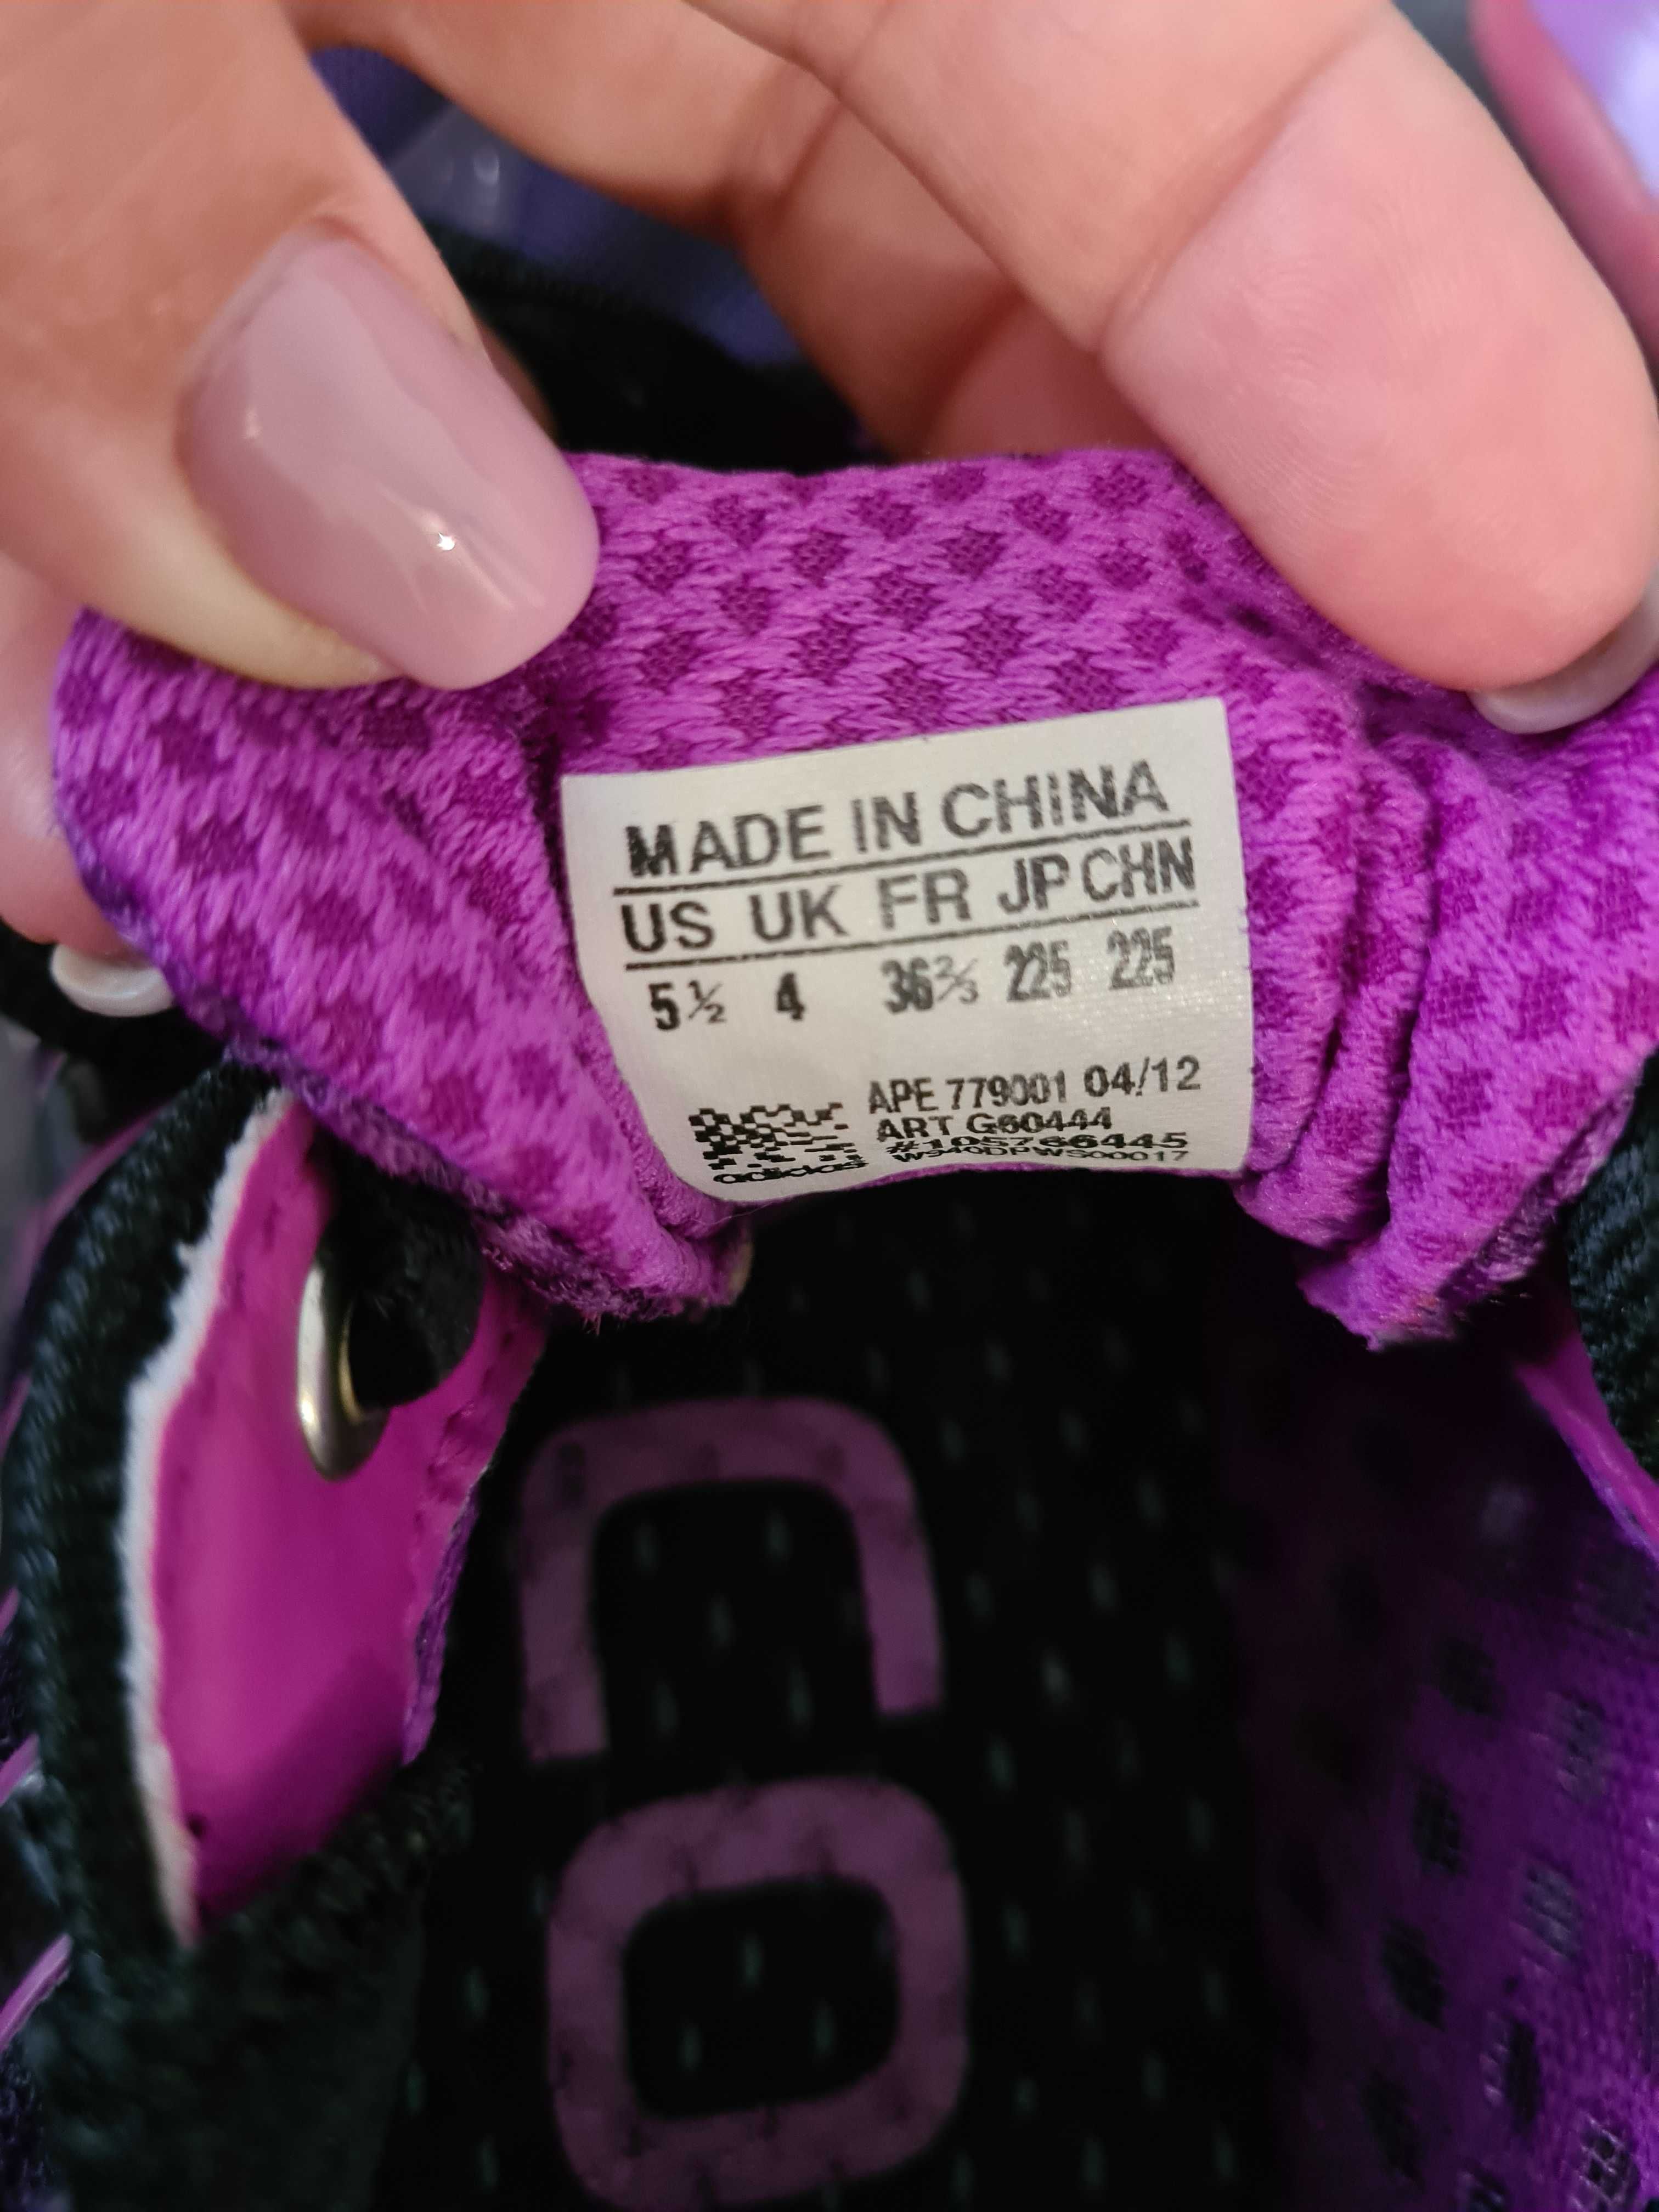 MADE IN CHINA
US UK FR JP CHN
5½ 4 36⅔ 225 225
APE 779001 04/12
ART G60444
#105766445
adidas W940DPWS00017